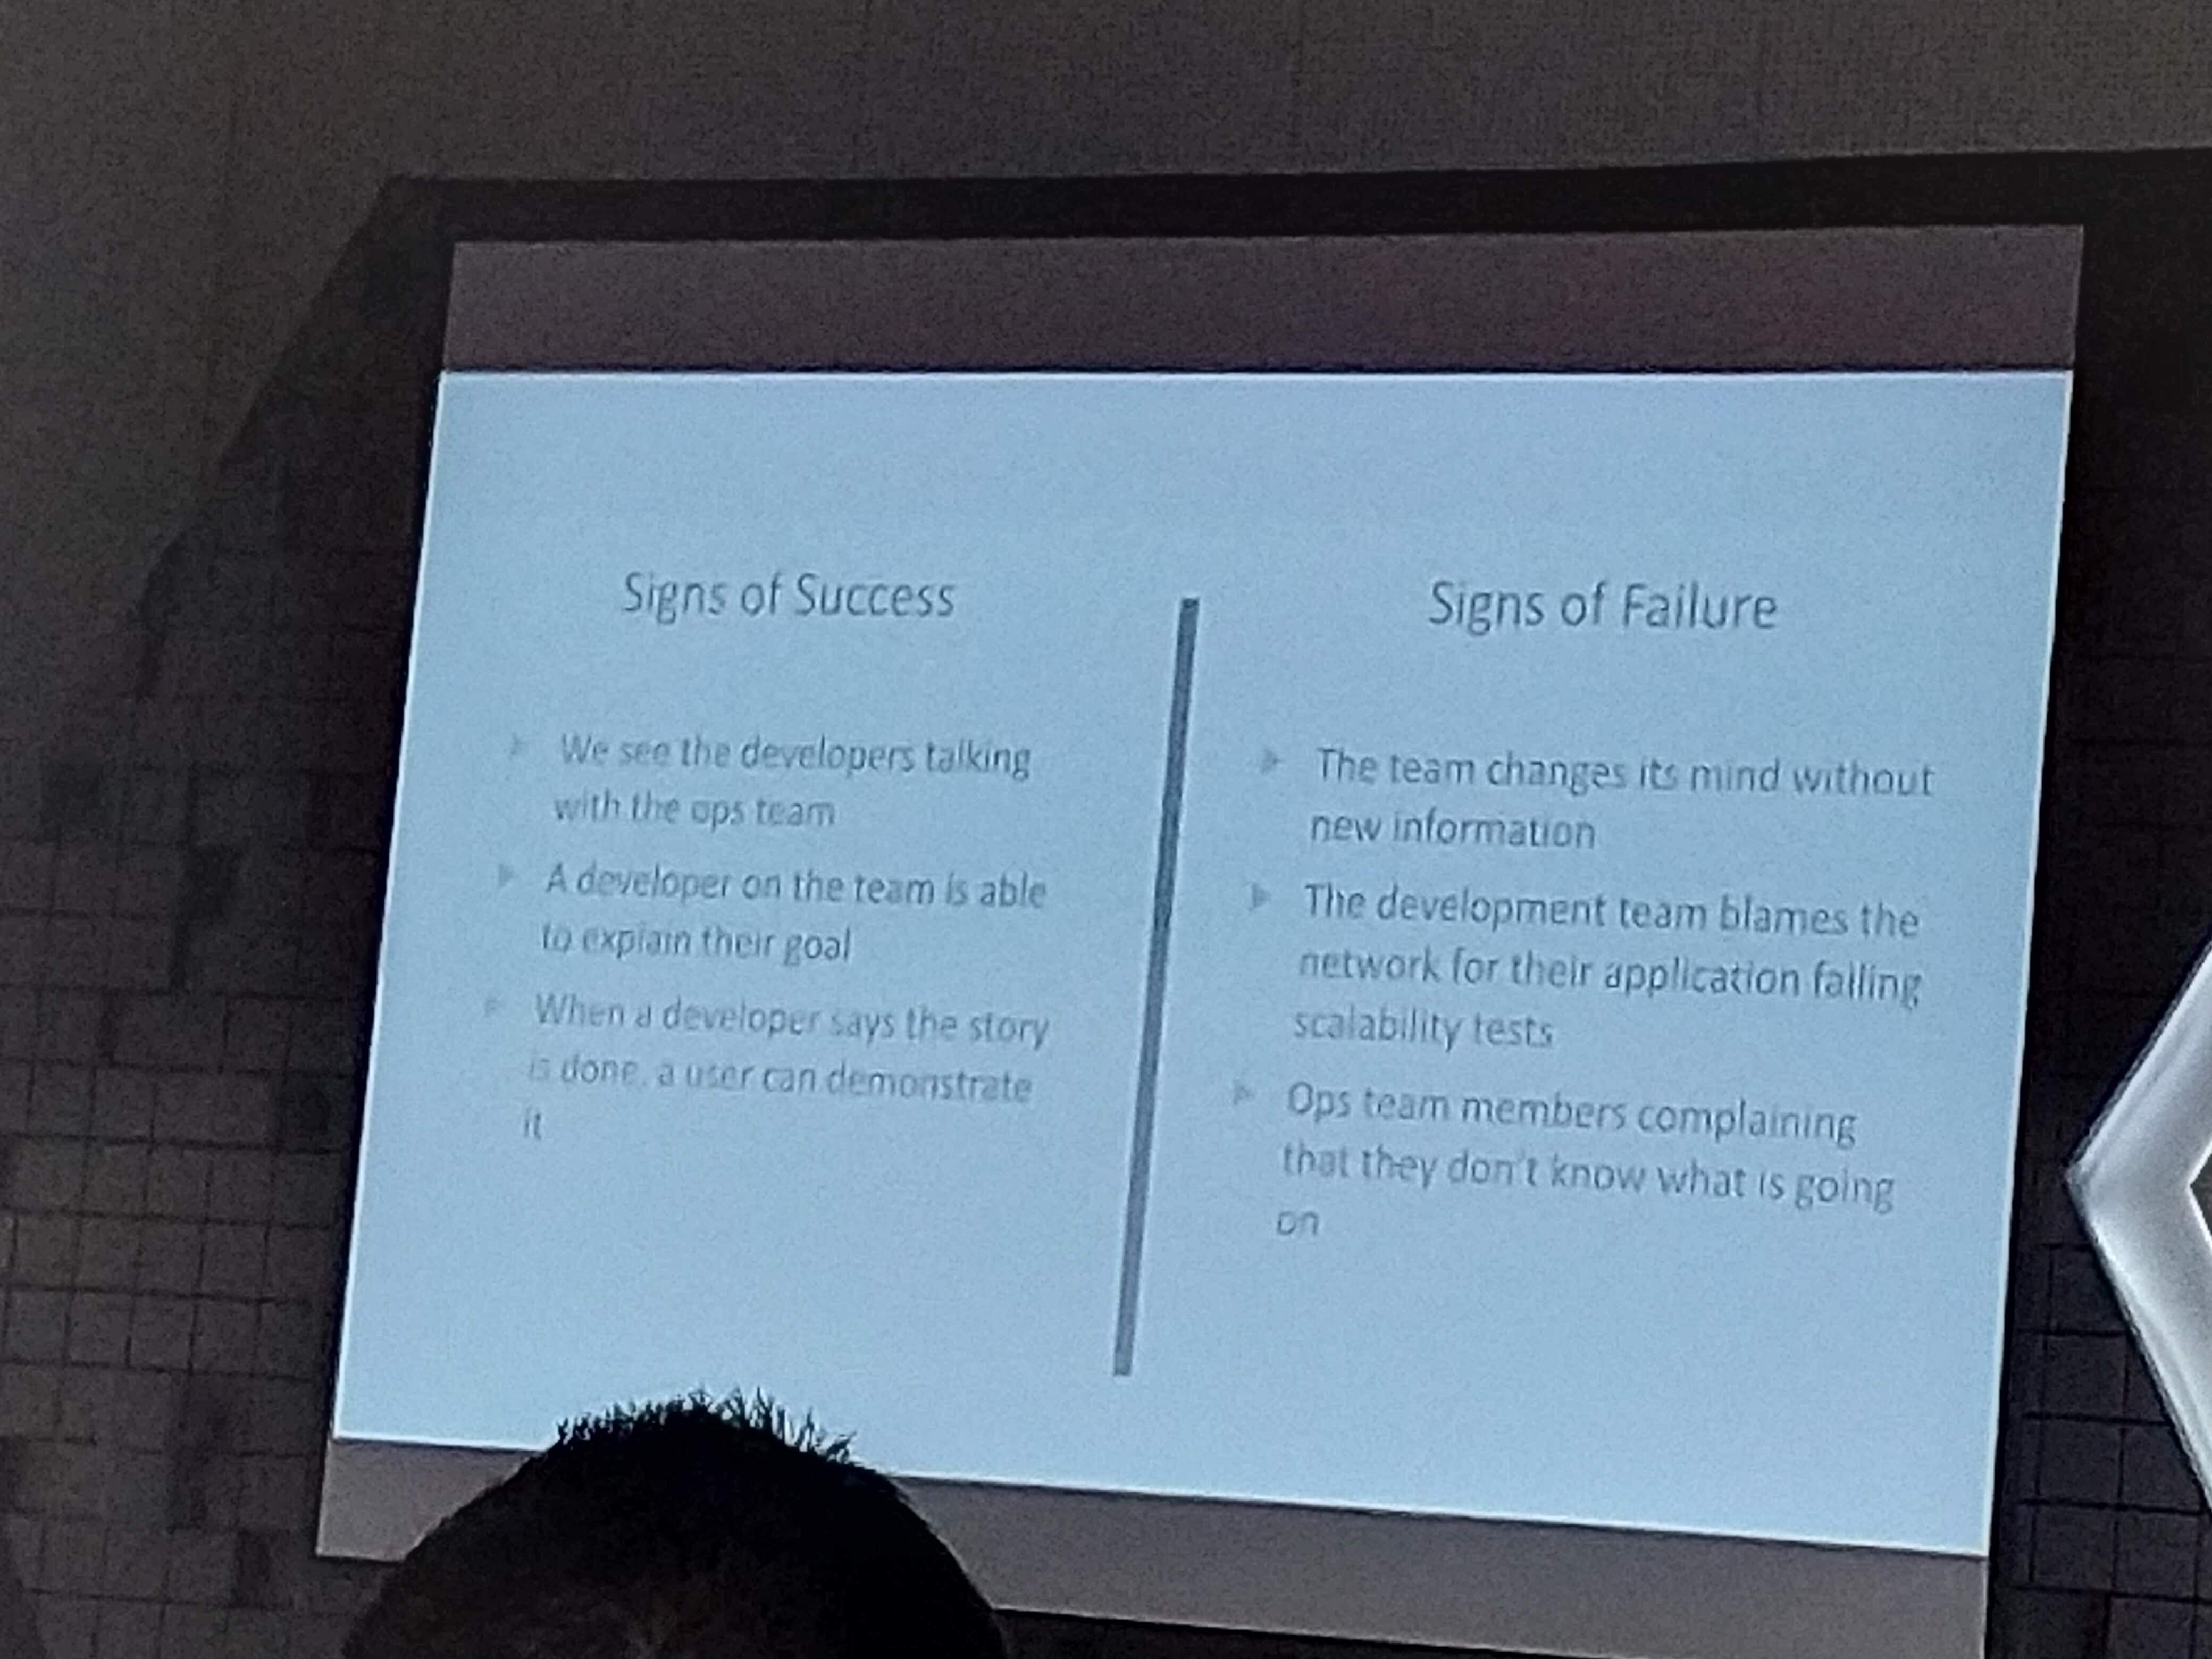 Signs of Success
We see the developers talking
with the ops team
A developer on the team is able
to explain their goal
When a developer says the story
is done, a user can demonstrate
it
Signs of Failure
The team changes its mind without
new information
The development team blames the
network for their application failing
scalability tests
Ops team members complaining
that they don't know what is going
on